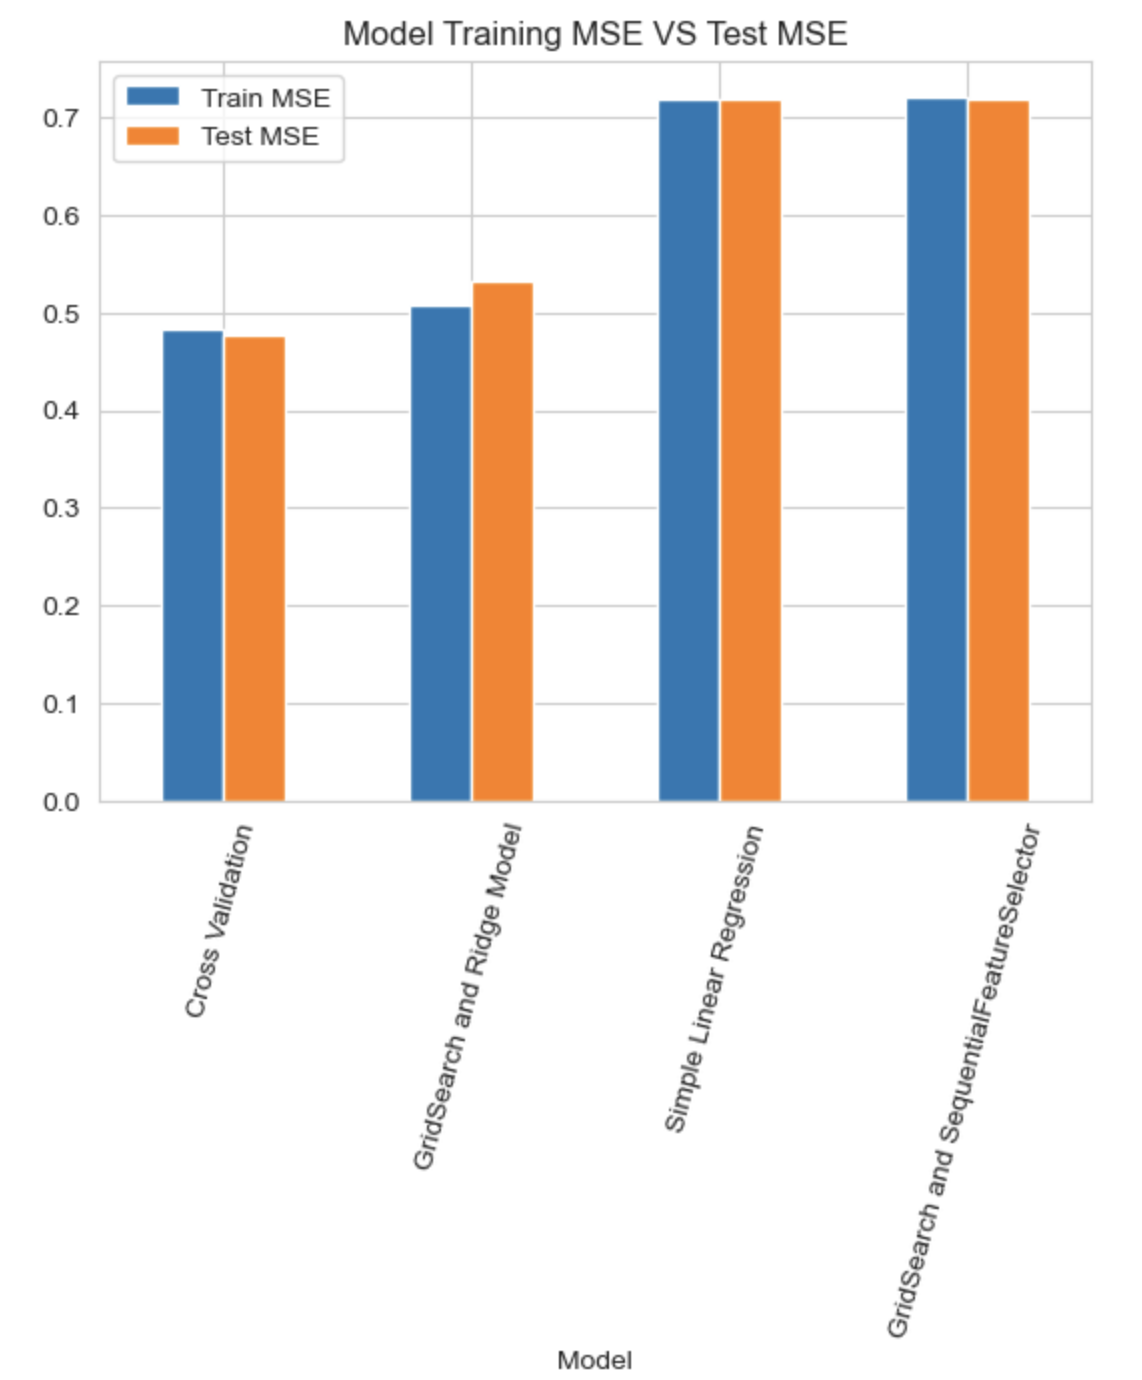 Model Training MSE VS Test MSE
Train MSE
Test MSE
0.7
0.6
0.5
0.4
0.3
0.2
0.1
0.0
Cross Validation
GridSearch and Ridge Model
Simple Linear Regression
GridSearch and SequentialFeatureSelector
Model